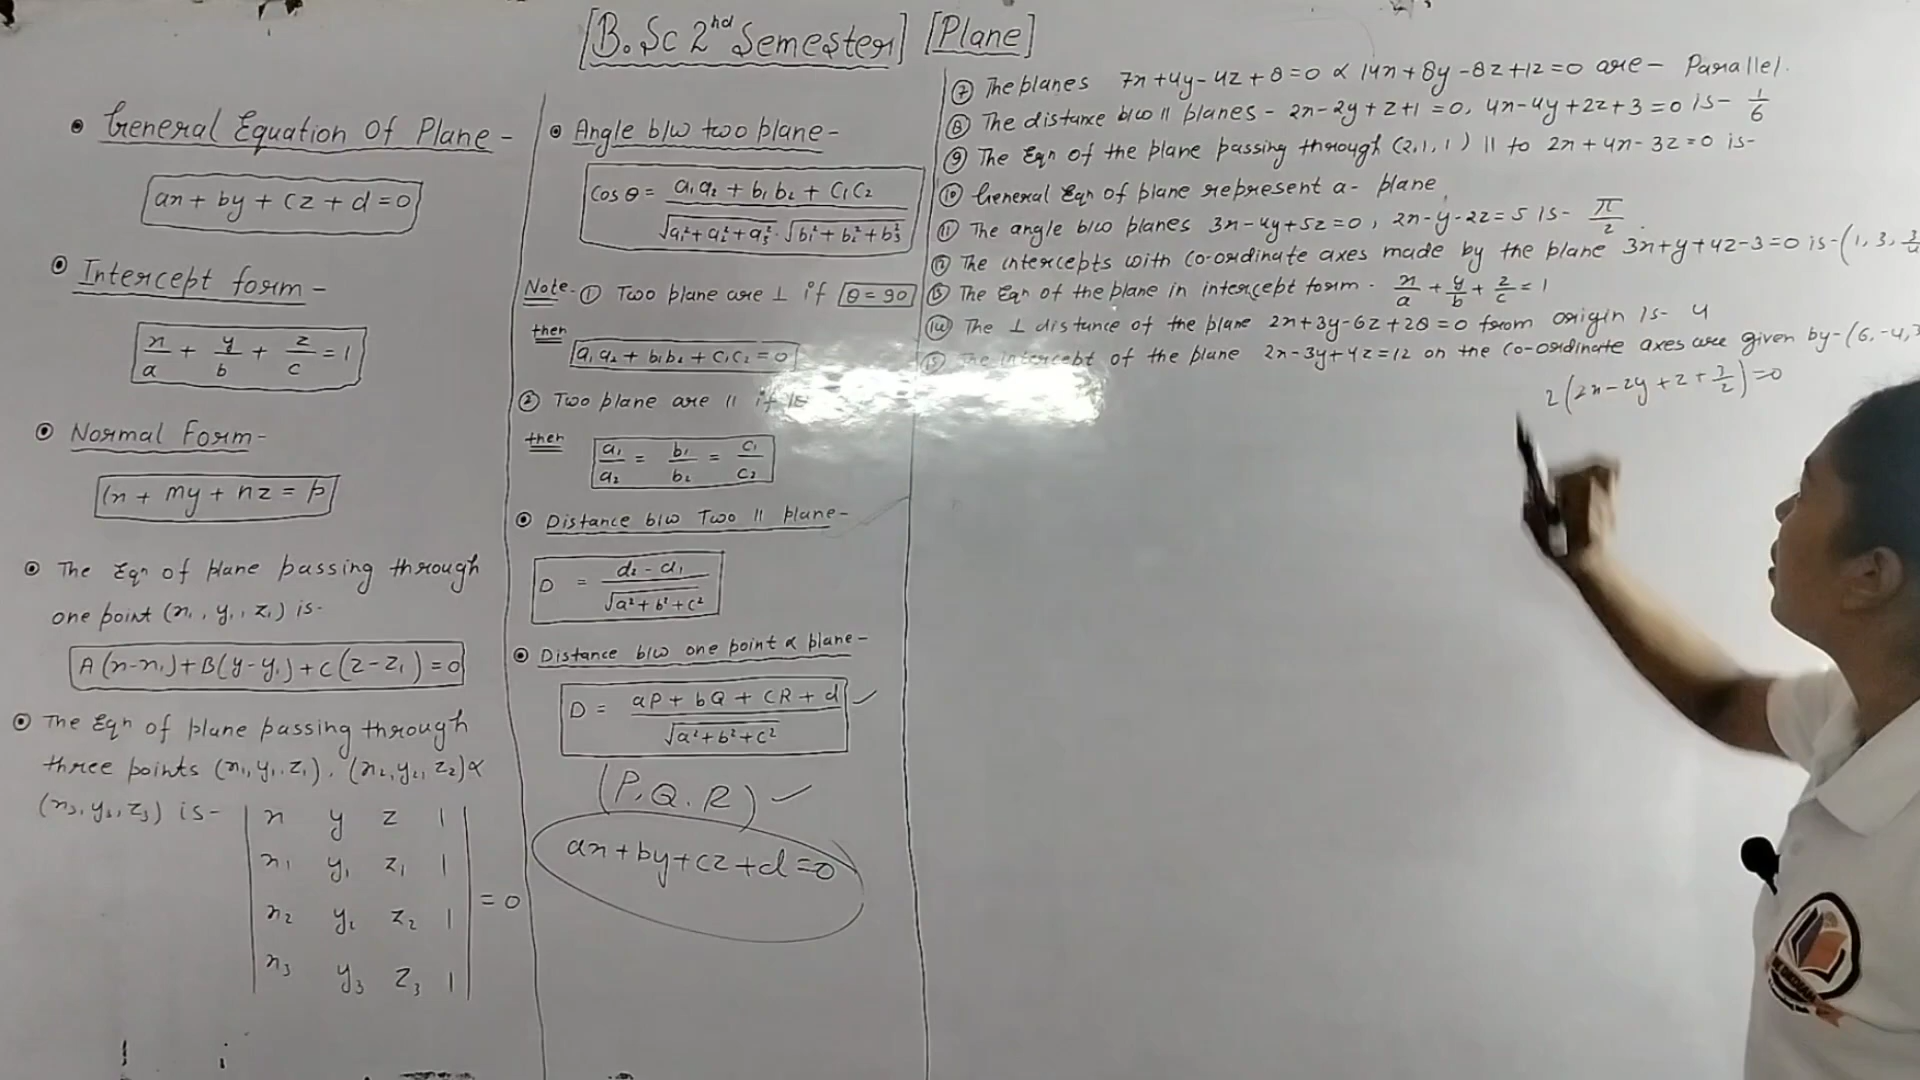 [B.Sc 2nd Semester] [Plane]
• General Equation Of Plane -
ax + by + cz + d = 0
⊙ Intercept form -
x/a + y/b + z/c = 1
⊙ Normal Form -
lx + my + nz = p
⊙ The Eqn of plane passing through
one point (x1, y1, z1) is -
A(x-x1)+B(y-y1)+C(z-z1)=0
⊙ The Eqn of plane passing through
three points (x1,y1,z1), (x2,y2,z2) &
(x3,y3,z3) is -
x y z 1
x1 y1 z1 1
x2 y2 z2 1
x3 y3 z3 1
= 0
⊙ Angle b/w two plane -
Cos θ = a1a2 + b1b2 + C1C2 / √a1²+a2²+a3² · √b1²+b2²+b3²
Note - ① Two plane are ⊥ if θ = 90
then
a1a2 + b1b2 + C1C2 = 0
② Two plane are || if
then
a1/a2 = b1/b2 = c1/c2
⊙ Distance b/w Two || plane -
D = d2 - d1 / √a²+b²+c²
⊙ Distance b/w one point & plane -
D = aP + bQ + CR + d / √a²+b²+c² ✓
(P, Q, R) ✓
ax+by+cz+d=0
⑦ The planes 7x+4y-4z+8=0 & 14x+8y-8z+12=0 are - Parallel.
⑧ The distance b/w || planes - 2x-2y+z+1=0, 4x-4y+2z+3=0 is - 1/6
⑨ The Eqn of the plane passing through (2,1,1) || to 2x+4x-3z=0 is -
⑩ General Eqn of plane represent a - plane
⑪ The angle b/w planes 3x-4y+5z=0, 2x-y-2z=5 is - π/2
⑫ The intercepts with co-ordinate axes made by the plane 3x+y+4z-3=0 is - (1, 3, 3/4
⑬ The Eqn of the plane in intercept form - x/a + y/b + z/c = 1
⑭ The ⊥ distance of the plane 2x+3y-6z+28=0 from origin is - 4
⑮ The intercept of the plane 2x-3y+4z=12 on the co-ordinate axes are given by - (6, -4, 3
2(2x-2y+z+3/2)=0